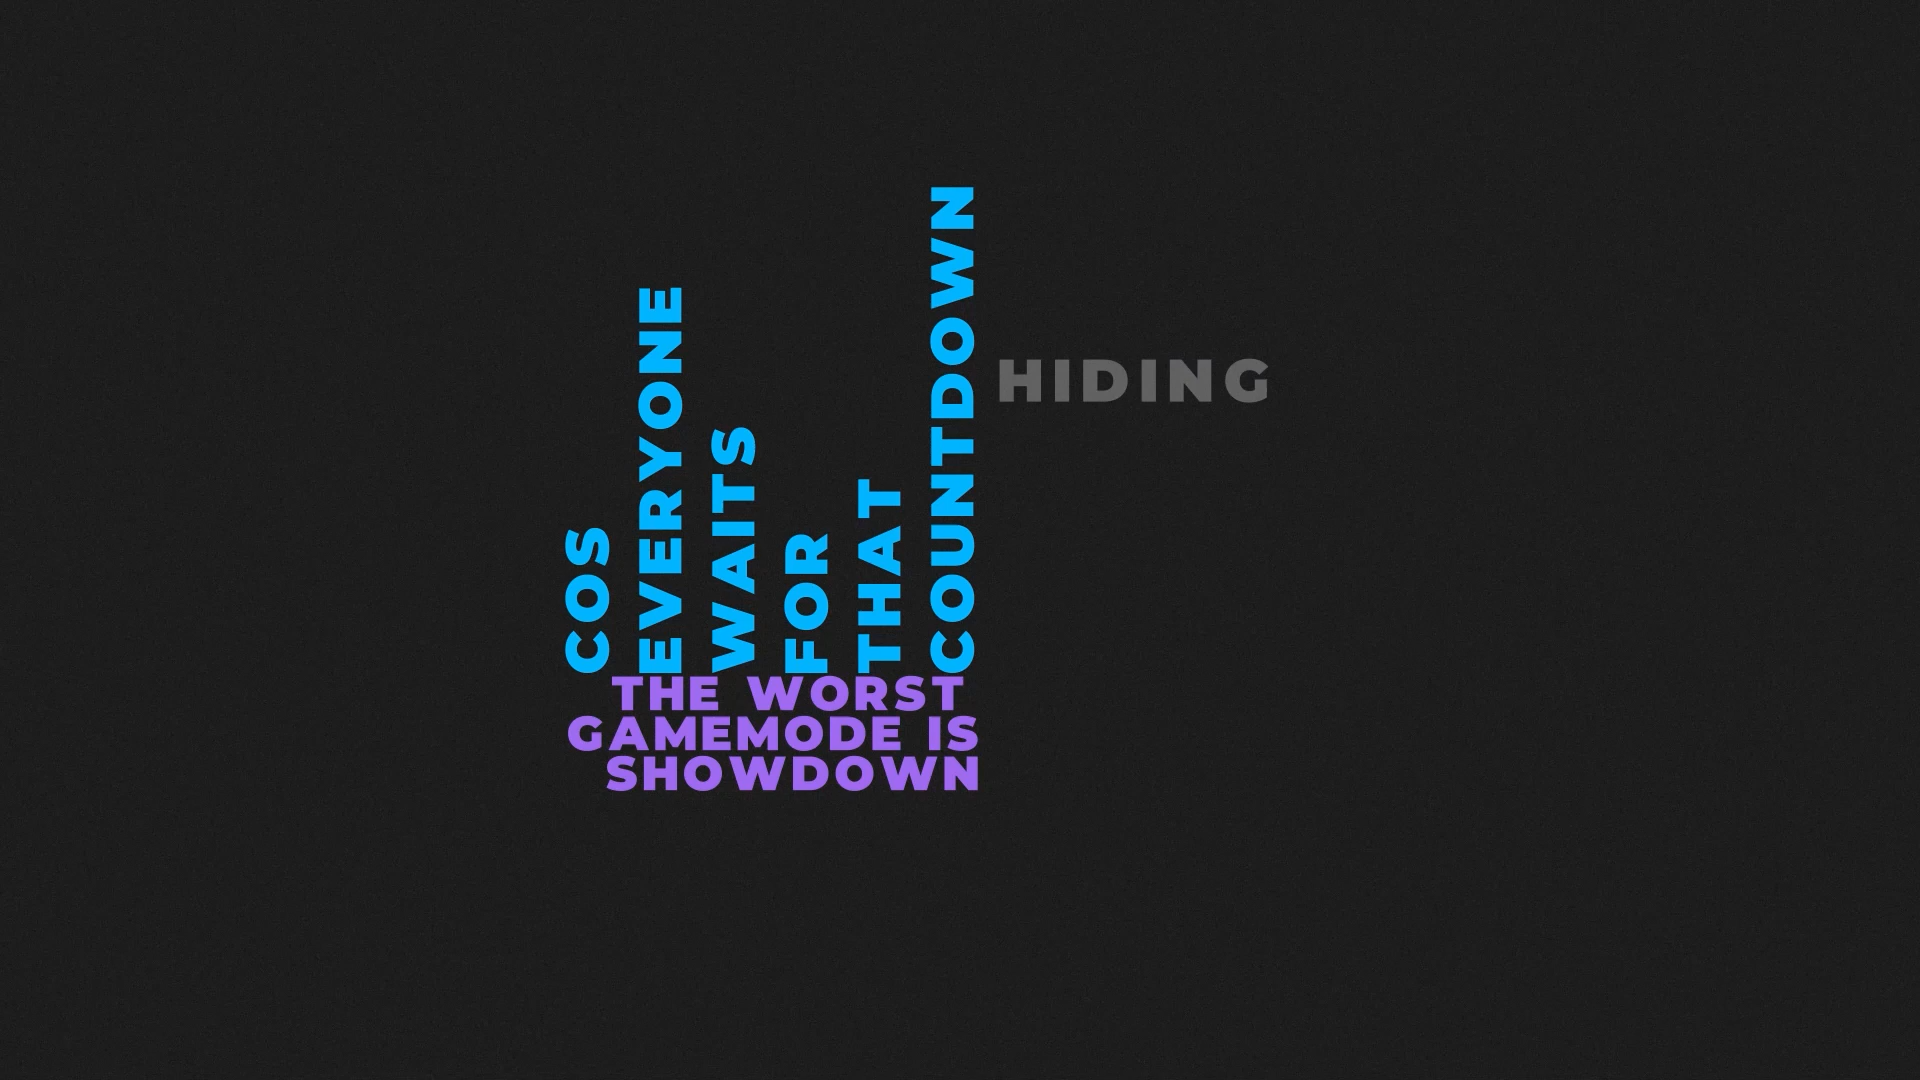 THE WORST
GAMEMODE IS
SHOWDOWN
COS
EVERYONE
WAITS
FOR
THAT
COUNTDOWN
HIDING